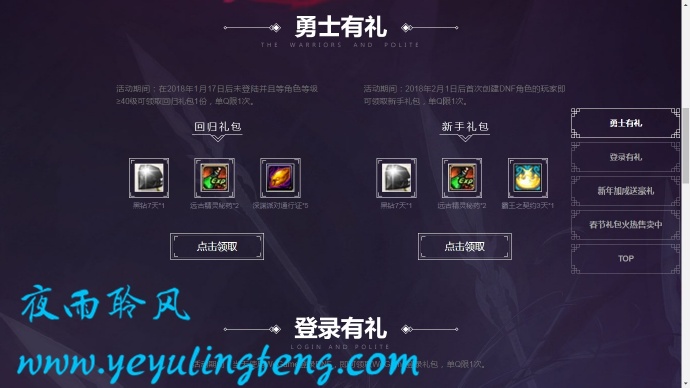 勇士有礼
THE WARRIORS AND POLITE
活动期间：在2018年1月17日后未登陆并且等角色等级
≥40级可领取回归礼包1份，单Q限1次。
活动期间：2018年2月1日后首次创建DNF角色的玩家即
可领取新手礼包，单Q限1次。
回归礼包
新手礼包
黑钻7天*1
远古精灵秘药*2
深渊派对通行证*5
黑钻7天*1
远古精灵秘药*2
霸王之契约3天*1
点击领取
点击领取
勇士有礼
登录有礼
新年加成送豪礼
春节礼包火热售卖中
TOP
登录有礼
LOGIN AND POLITE
活动期间
礼包，单Q限1次。
夜雨聆风
www.yeyulingfeng.com